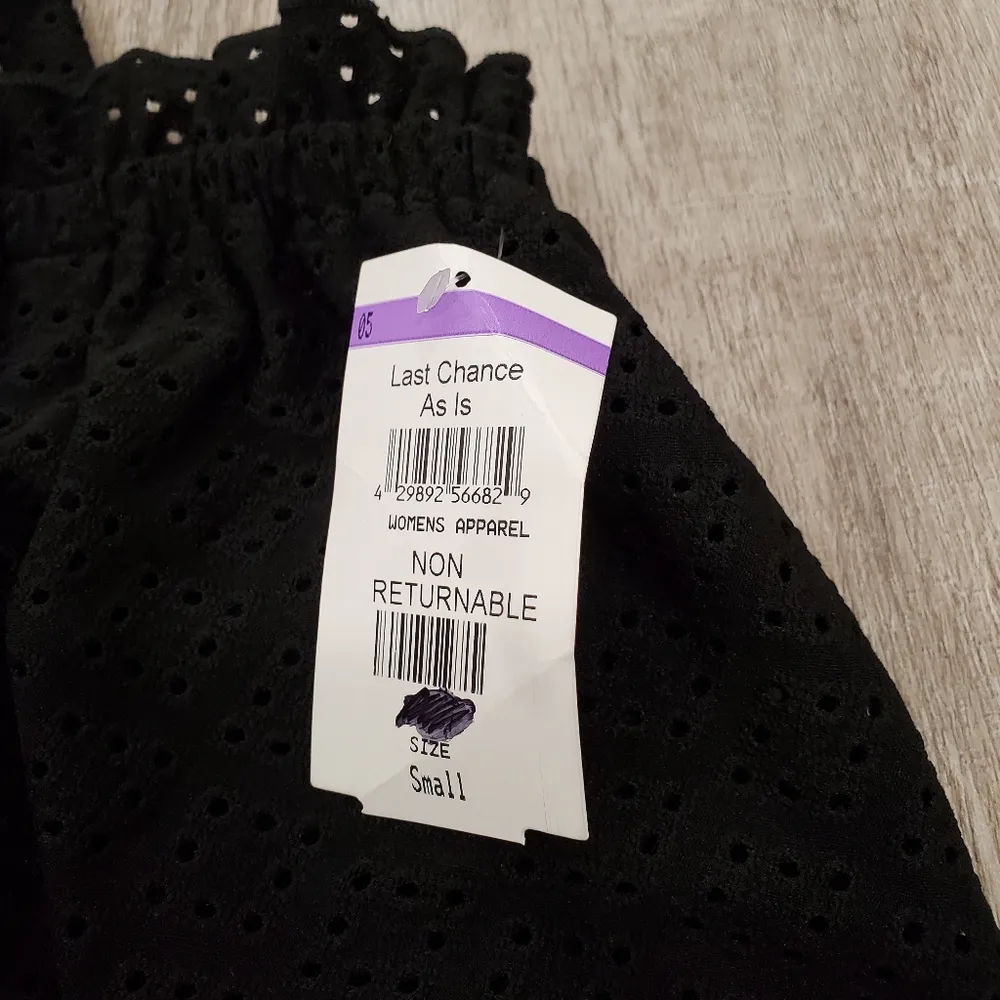 05
Last Chance
As Is
4 29892 56682 9
WOMENS APPAREL
NON
RETURNABLE
SIZE
Small